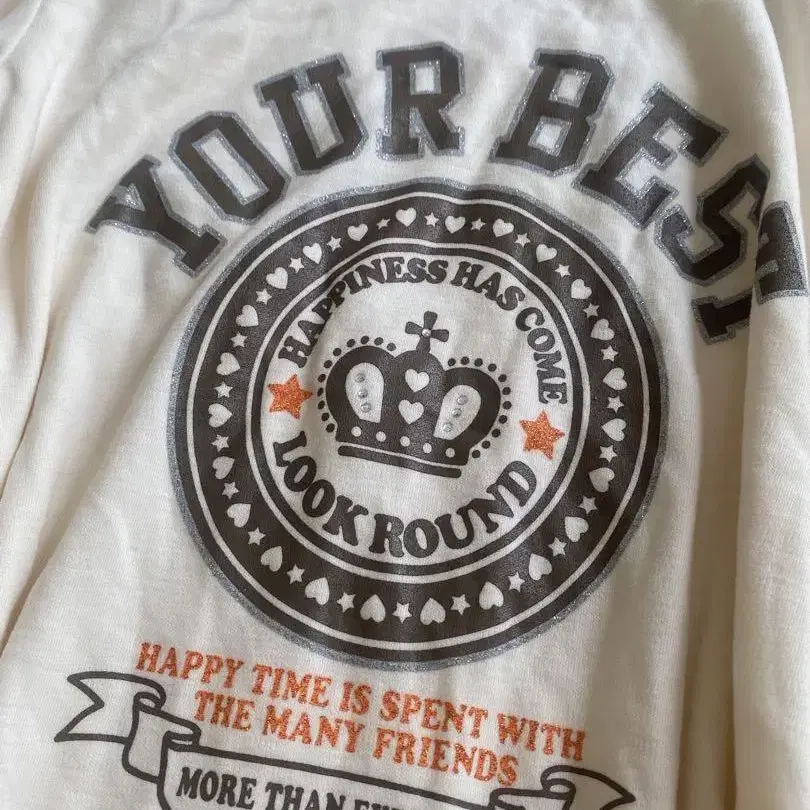 YOUR BEST
HAPPINESS HAS COME
LOOK ROUND
HAPPY TIME IS SPENT WITH
THE MANY FRIENDS
MORE THAN